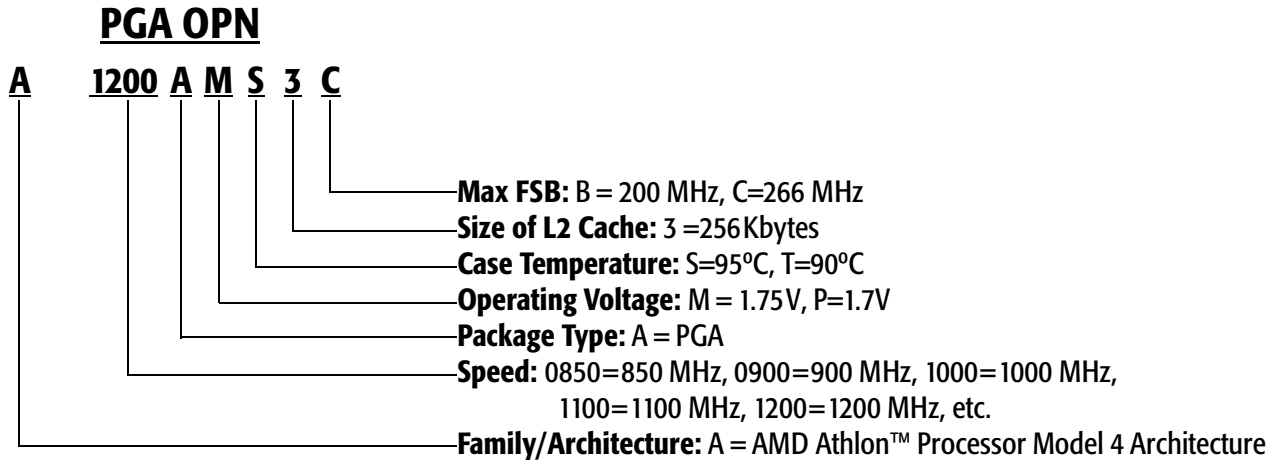 PGA OPN
A 1200 A M S 3 C
Max FSB: B = 200 MHz, C=266 MHz
Size of L2 Cache: 3 =256Kbytes
Case Temperature: S=95ºC, T=90ºC
Operating Voltage: M = 1.75V, P=1.7V
Package Type: A = PGA
Speed: 0850=850 MHz, 0900=900 MHz, 1000=1000 MHz,
1100=1100 MHz, 1200=1200 MHz, etc.
Family/Architecture: A = AMD Athlon™ Processor Model 4 Architecture